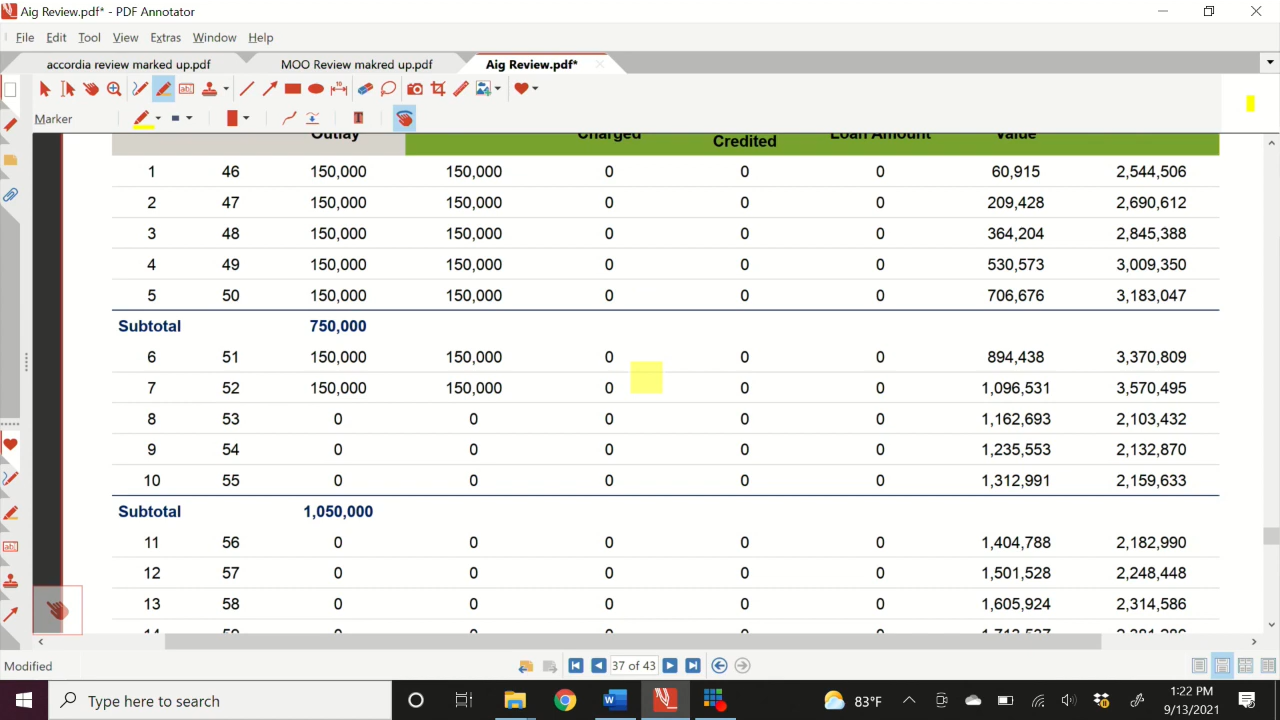 Aig Review.pdf* - PDF Annotator
File Edit Tool View Extras Window Help
accordia review marked up.pdf MOO Review makred up.pdf Aig Review.pdf*
Marker
Outlay Charged Credited Loan Amount Value
1 46 150,000 150,000 0 0 0 60,915 2,544,506
2 47 150,000 150,000 0 0 0 209,428 2,690,612
3 48 150,000 150,000 0 0 0 364,204 2,845,388
4 49 150,000 150,000 0 0 0 530,573 3,009,350
5 50 150,000 150,000 0 0 0 706,676 3,183,047
Subtotal 750,000
6 51 150,000 150,000 0 0 0 894,438 3,370,809
7 52 150,000 150,000 0 0 0 1,096,531 3,570,495
8 53 0 0 0 0 0 1,162,693 2,103,432
9 54 0 0 0 0 0 1,235,553 2,132,870
10 55 0 0 0 0 0 1,312,991 2,159,633
Subtotal 1,050,000
11 56 0 0 0 0 0 1,404,788 2,182,990
12 57 0 0 0 0 0 1,501,528 2,248,448
13 58 0 0 0 0 0 1,605,924 2,314,586
37 of 43
Modified
Type here to search
83°F
1:22 PM
9/13/2021